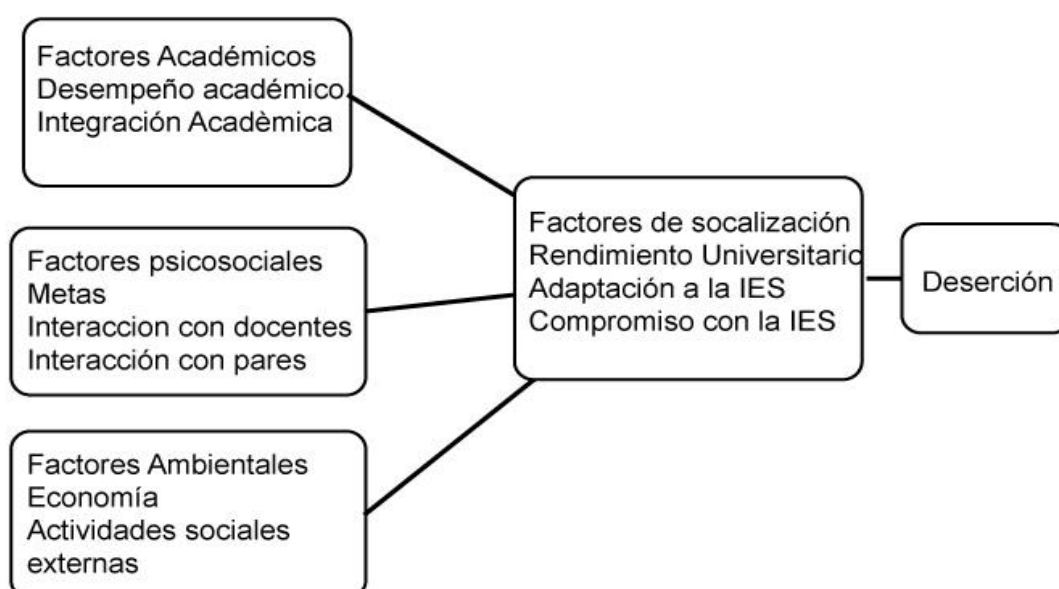 Factores Académicos
Desempeño académico
Integración Acadèmica
Factores psicosociales
Metas
Interaccion con docentes
Interacción con pares
Factores Ambientales
Economía
Actividades sociales
externas
Factores de socalización
Rendimiento Universitario
Adaptación a la IES
Compromiso con la IES
Deserción